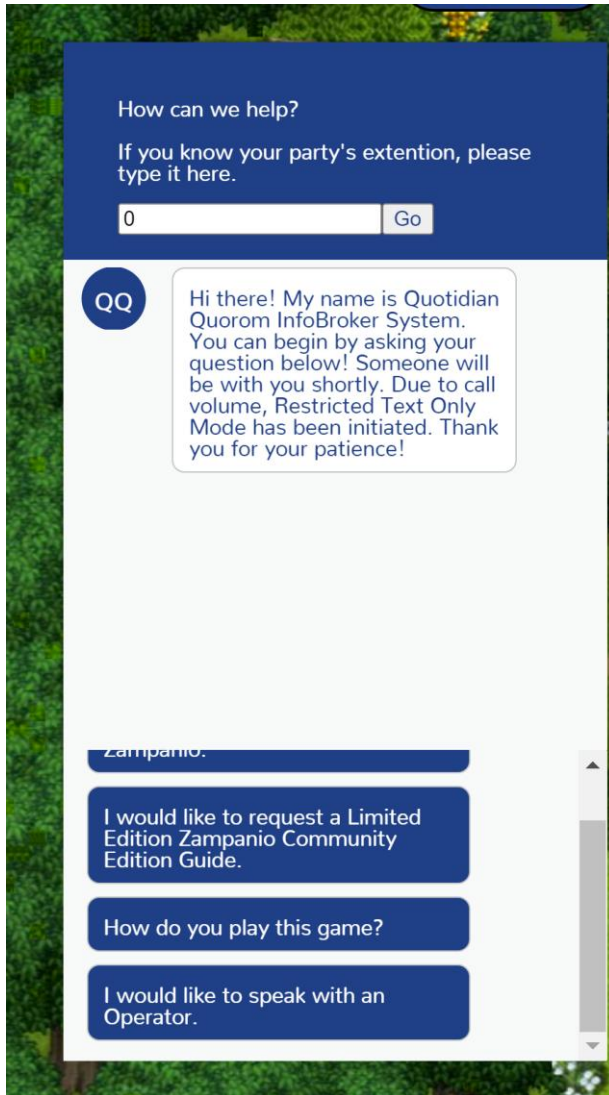 How can we help?
If you know your party's extention, please
type it here.
0
Go
QQ
Hi there! My name is Quotidian
Quorom InfoBroker System.
You can begin by asking your
question below! Someone will
be with you shortly. Due to call
volume, Restricted Text Only
Mode has been initiated. Thank
you for your patience!
Zampanio.
I would like to request a Limited
Edition Zampanio Community
Edition Guide.
How do you play this game?
I would like to speak with an
Operator.